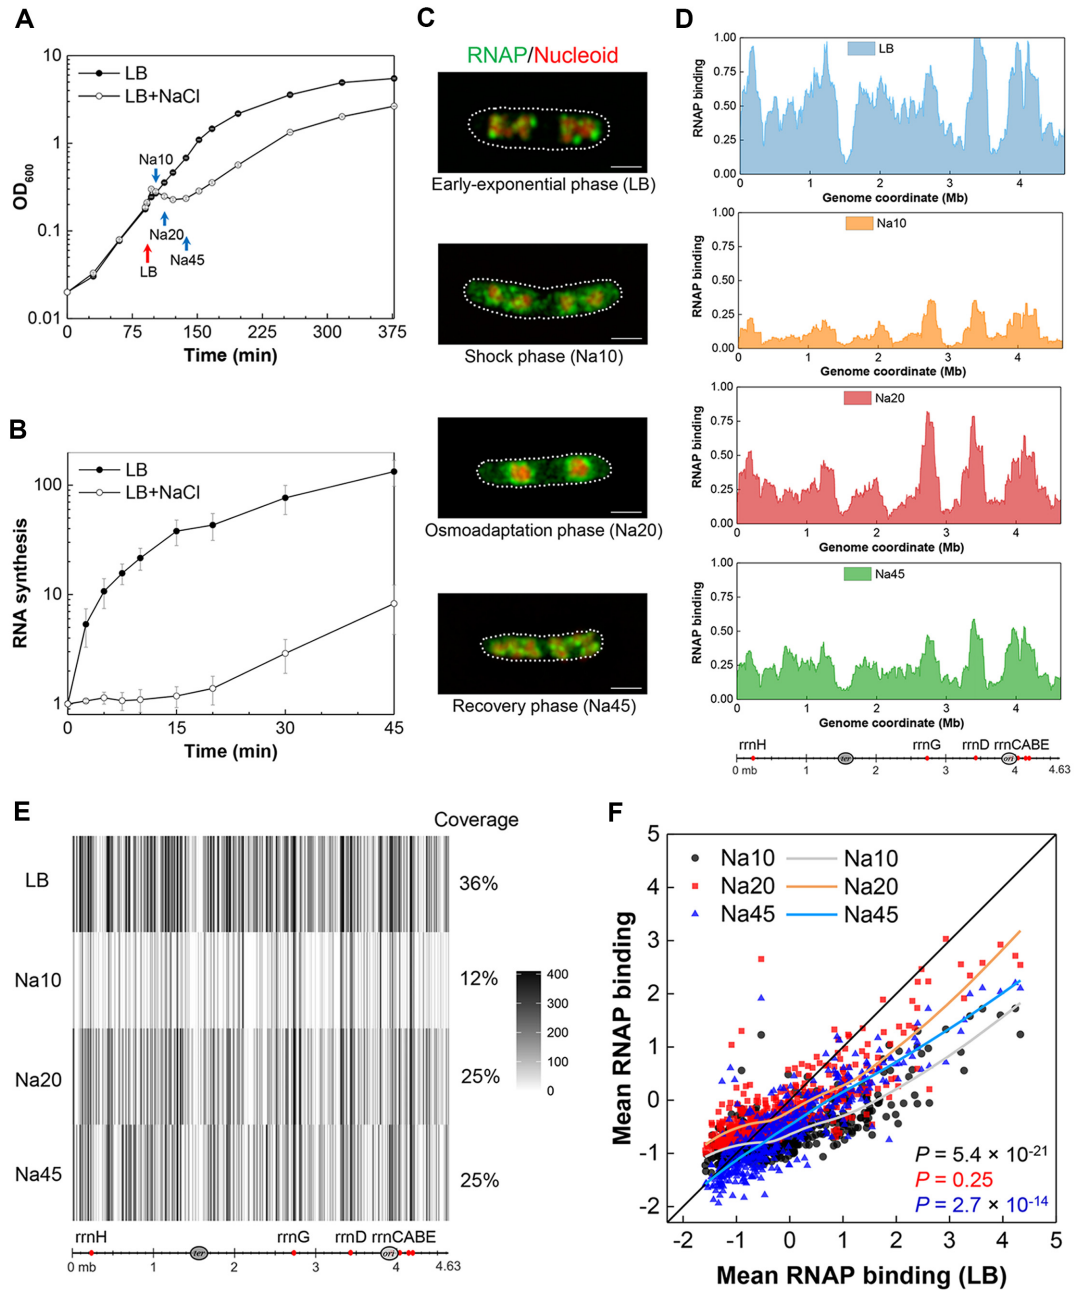 A
10
1
0.1
0.01
OD600
LB
LB+NaCl
Na10
Na20
Na45
LB
0
75
150
225
300
375
Time (min)
B
100
10
1
RNA synthesis
LB
LB+NaCl
0
15
30
45
Time (min)
C
RNAP/Nucleoid
Early-exponential phase (LB)
Shock phase (Na10)
Osmoadaptation phase (Na20)
Recovery phase (Na45)
D
1.00
0.75
0.50
0.25
0.00
RNAP binding
LB
0 1 2 3 4
Genome coordinate (Mb)
1.00
0.75
0.50
0.25
0.00
RNAP binding
Na10
0 1 2 3 4
Genome coordinate (Mb)
1.00
0.75
0.50
0.25
0.00
RNAP binding
Na20
0 1 2 3 4
Genome coordinate (Mb)
1.00
0.75
0.50
0.25
0.00
RNAP binding
Na45
0 1 2 3 4
Genome coordinate (Mb)
rrnH rrnG rrnD rrnCABE
ter ori
0 mb 1 2 3 4 4.63
E
Coverage
LB 36%
Na10 12%
Na20 25%
Na45 25%
400
300
200
100
0
rrnH rrnG rrnD rrnCABE
ter ori
0 mb 1 2 3 4 4.63
F
5
4
3
2
1
0
-1
-2
Mean RNAP binding
Na10 Na10
Na20 Na20
Na45 Na45
P = 5.4 × 10-21
P = 0.25
P = 2.7 × 10-14
-2 -1 0 1 2 3 4 5
Mean RNAP binding (LB)